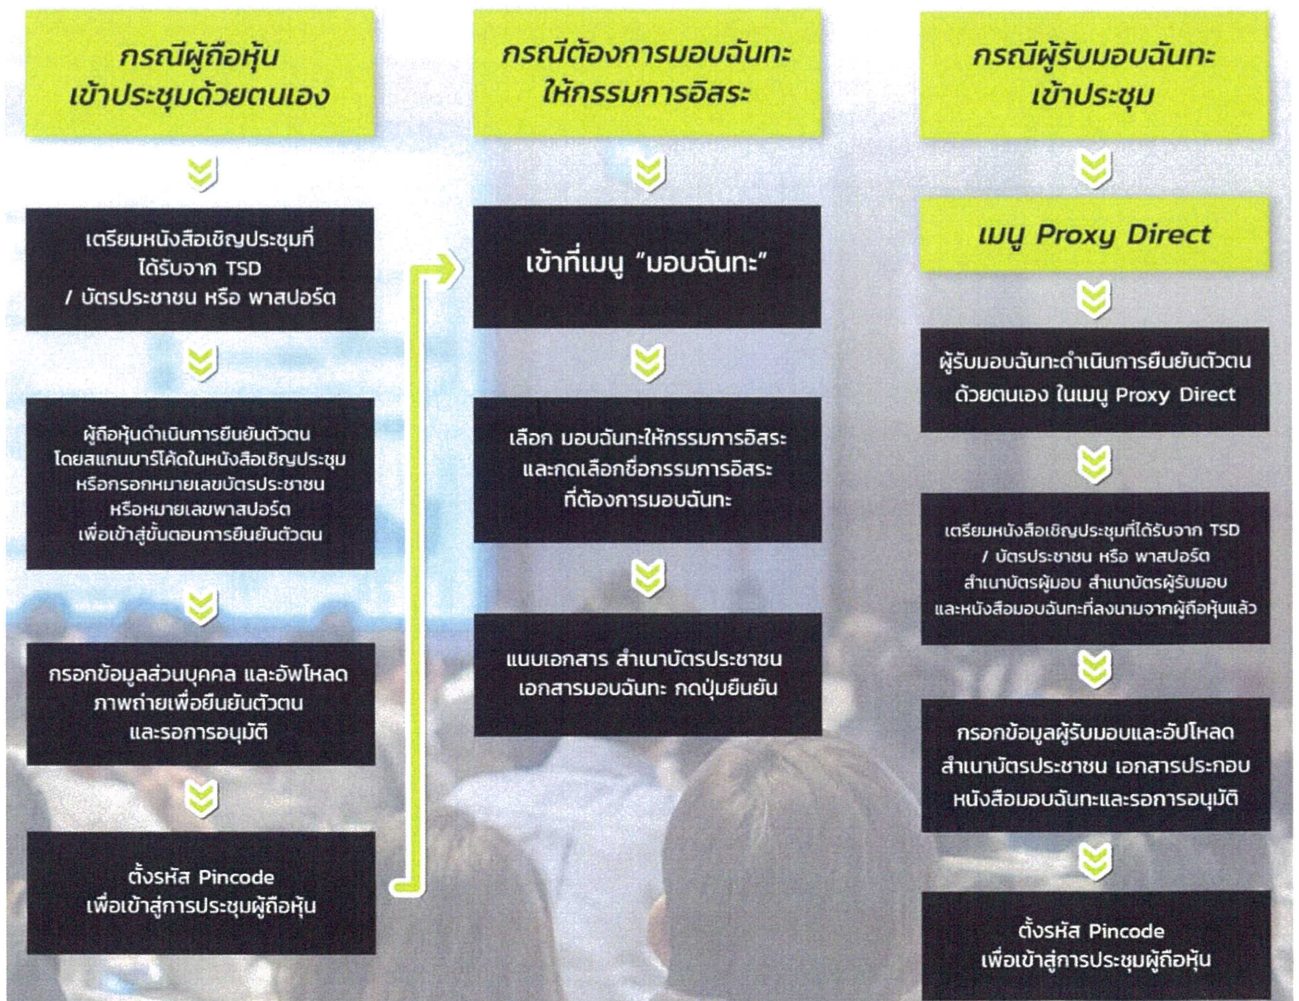 กรณีผู้ถือหุ้น
เข้าประชุมด้วยตนเอง
เตรียมหนังสือเชิญประชุมที่
ได้รับจาก TSD
/ บัตรประชาชน หรือ พาสปอร์ต
ผู้ถือหุ้นดำเนินการยืนยันตัวตน
โดยสแกนบาร์โค้ดในหนังสือเชิญประชุม
หรือกรอกหมายเลขบัตรประชาชน
หรือหมายเลขพาสปอร์ต
เพื่อเข้าสู่ขั้นตอนการยืนยันตัวตน
กรอกข้อมูลส่วนบุคคล และอัพโหลด
ภาพถ่ายเพื่อยืนยันตัวตน
และรอการอนุมัติ
ตั้งรหัส Pincode
เพื่อเข้าสู่การประชุมผู้ถือหุ้น
กรณีต้องการมอบฉันทะ
ให้กรรมการอิสระ
เข้าที่เมนู “มอบฉันทะ”
เลือก มอบฉันทะให้กรรมการอิสระ
และกดเลือกชื่อกรรมการอิสระ
ที่ต้องการมอบฉันทะ
แนบเอกสาร สำเนาบัตรประชาชน
เอกสารมอบฉันทะ กดปุ่มยืนยัน
กรณีผู้รับมอบฉันทะ
เข้าประชุม
เมนู Proxy Direct
ผู้รับมอบฉันทะดำเนินการยืนยันตัวตน
ด้วยตนเอง ในเมนู Proxy Direct
เตรียมหนังสือเชิญประชุมที่ได้รับจาก TSD
/ บัตรประชาชน หรือ พาสปอร์ต
สำเนาบัตรผู้มอบ สำเนาบัตรผู้รับมอบ
และหนังสือมอบฉันทะที่ลงนามจากผู้ถือหุ้นแล้ว
กรอกข้อมูลผู้รับมอบและอัปโหลด
สำเนาบัตรประชาชน เอกสารประกอบ
หนังสือมอบฉันทะและรอการอนุมัติ
ตั้งรหัส Pincode
เพื่อเข้าสู่การประชุมผู้ถือหุ้น